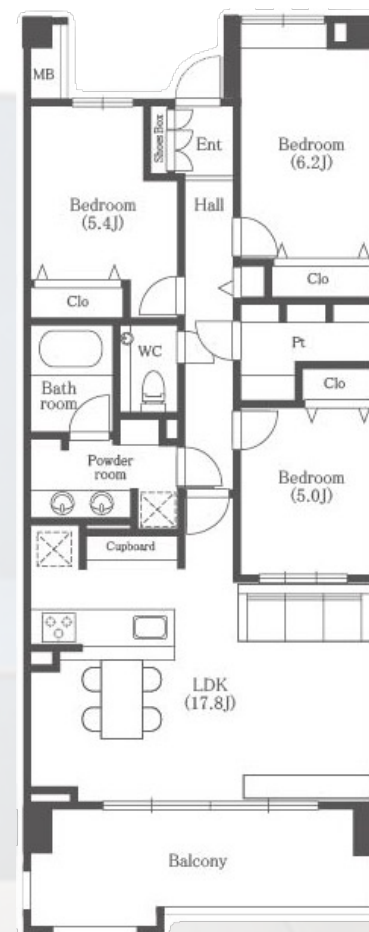 MB
Shoes Box
Ent
Bedroom
(6.2J)
Bedroom
(5.4J)
Hall
Clo
Clo
WC
Pt
Bath
room
Clo
Powder
room
Bedroom
(5.0J)
Cupboard
LDK
(17.8J)
Balcony